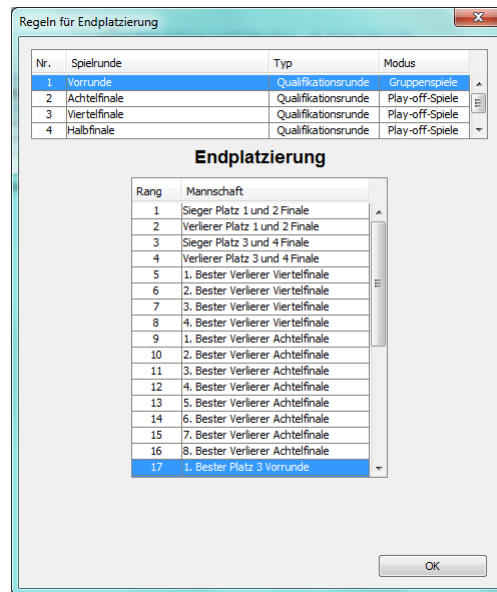 Regeln für Endplatzierung
Nr. Spielrunde Typ Modus
1 Vorrunde Qualifikationsrunde Gruppenspiele
2 Achtelfinale Qualifikationsrunde Play-off-Spiele
3 Viertelfinale Qualifikationsrunde Play-off-Spiele
4 Halbfinale Qualifikationsrunde Play-off-Spiele
Endplatzierung
Rang Mannschaft
1 Sieger Platz 1 und 2 Finale
2 Verlierer Platz 1 und 2 Finale
3 Sieger Platz 3 und 4 Finale
4 Verlierer Platz 3 und 4 Finale
5 1. Bester Verlierer Viertelfinale
6 2. Bester Verlierer Viertelfinale
7 3. Bester Verlierer Viertelfinale
8 4. Bester Verlierer Viertelfinale
9 1. Bester Verlierer Achtelfinale
10 2. Bester Verlierer Achtelfinale
11 3. Bester Verlierer Achtelfinale
12 4. Bester Verlierer Achtelfinale
13 5. Bester Verlierer Achtelfinale
14 6. Bester Verlierer Achtelfinale
15 7. Bester Verlierer Achtelfinale
16 8. Bester Verlierer Achtelfinale
17 1. Bester Platz 3 Vorrunde
OK